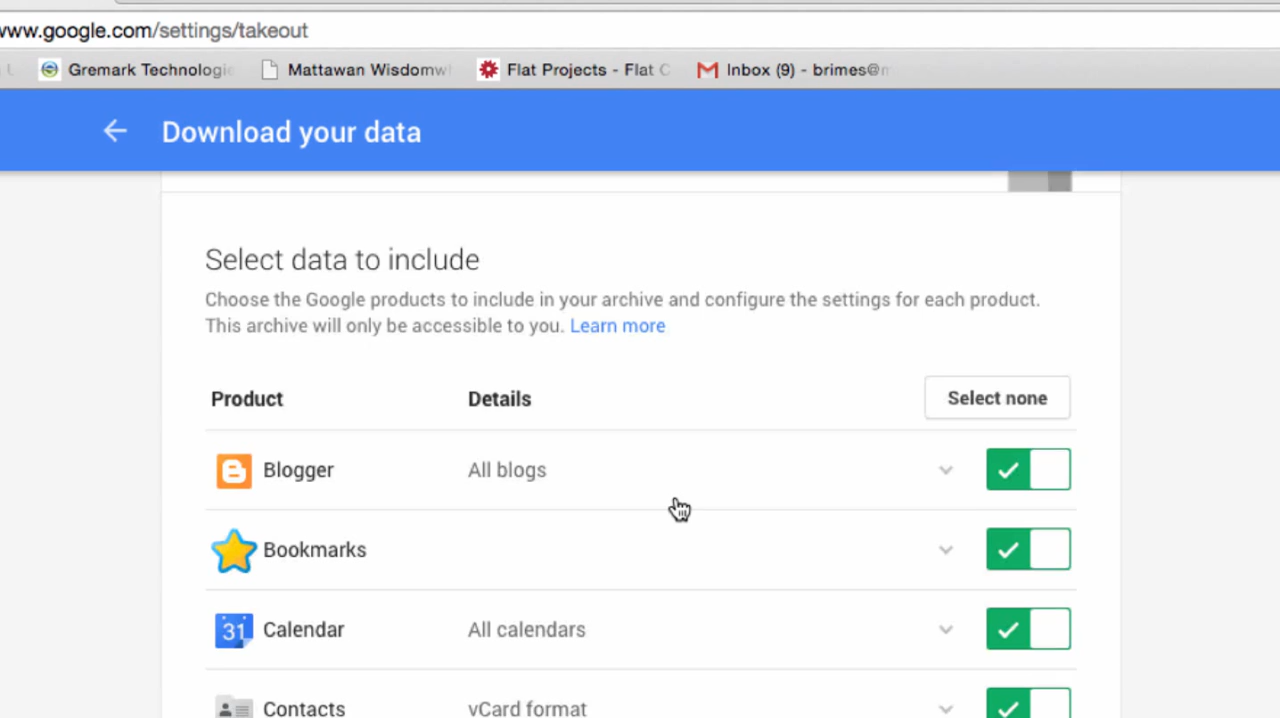 www.google.com/settings/takeout
Gremark Technologi Mattawan Wisdomw Flat Projects - Flat C Inbox (9) - brimes@
Download your data
Select data to include
Choose the Google products to include in your archive and configure the settings for each product.
This archive will only be accessible to you. Learn more
Product Details Select none
Blogger All blogs
Bookmarks
31 Calendar All calendars
Contacts vCard format